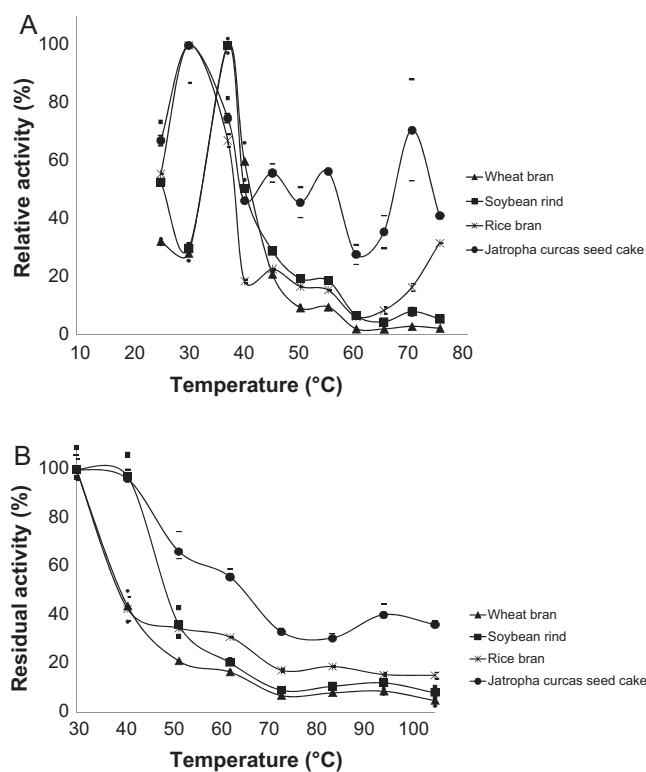 A
Relative activity (%)
100
80
60
40
20
0
10 20 30 40 50 60 70 80
Temperature (°C)
Wheat bran
Soybean rind
Rice bran
Jatropha curcas seed cake
B
Residual activity (%)
100
80
60
40
20
0
30 40 50 60 70 80 90 100
Temperature (°C)
Wheat bran
Soybean rind
Rice bran
Jatropha curcas seed cake